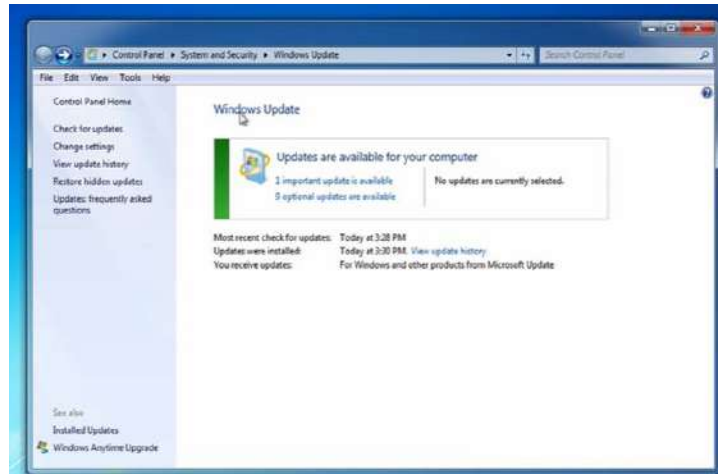 Control Panel ▸ System and Security ▸ Windows Update
Search Control Panel
File Edit View Tools Help
Control Panel Home
Check for updates
Change settings
View update history
Restore hidden updates
Updates: frequently asked
questions
See also
Installed Updates
Windows Anytime Upgrade
Windows Update
Updates are available for your computer
1 important update is available
9 optional updates are available
No updates are currently selected.
Most recent check for updates: Today at 3:28 PM
Updates were installed: Today at 3:30 PM. View update history
You receive updates: For Windows and other products from Microsoft Update